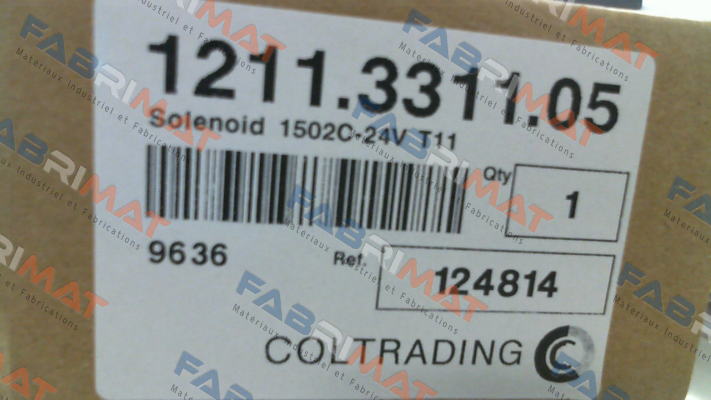 1211.3311.05
Solenoid 1502C-24V T11
Qty
1
9636
Ref.
124814
COLTRADING
FABRIMAT
Materiaux Industriel et Fabrications